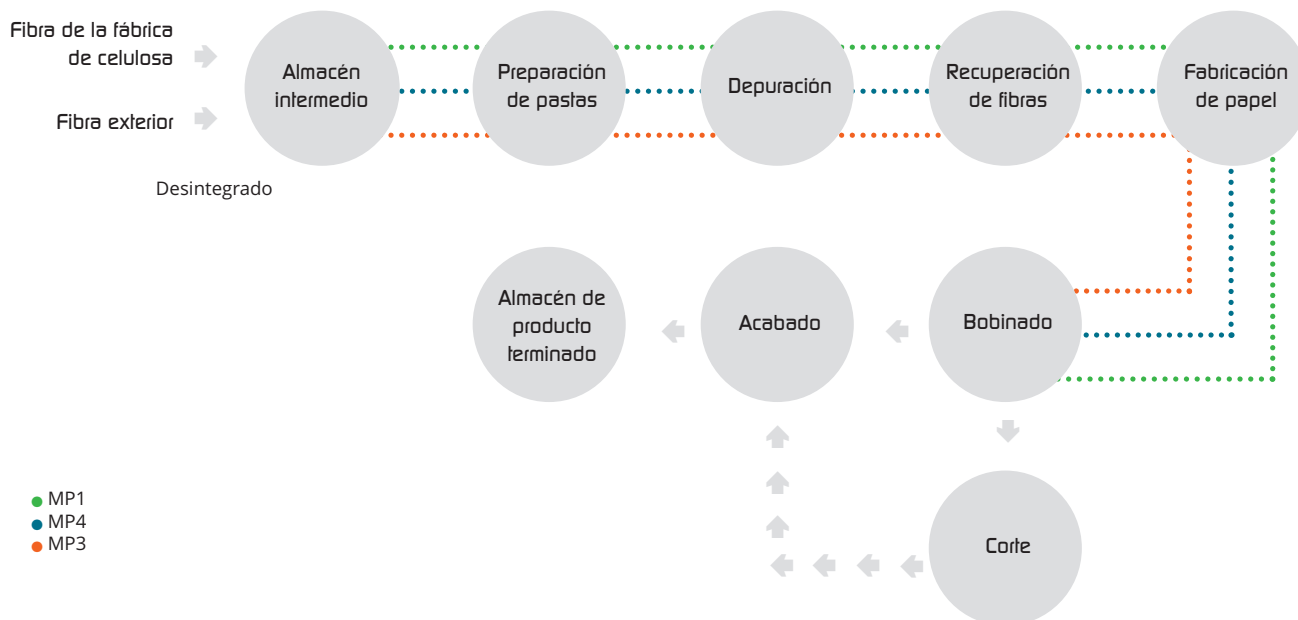 Fibra de la fábrica
de celulosa
Fibra exterior
Desintegrado
Almacén
intermedio
Preparación
de pastas
Depuración
Recuperación
de fibras
Fabricación
de papel
Almacén de
producto
terminado
Acabado
Bobinado
Corte
MP1
MP4
MP3